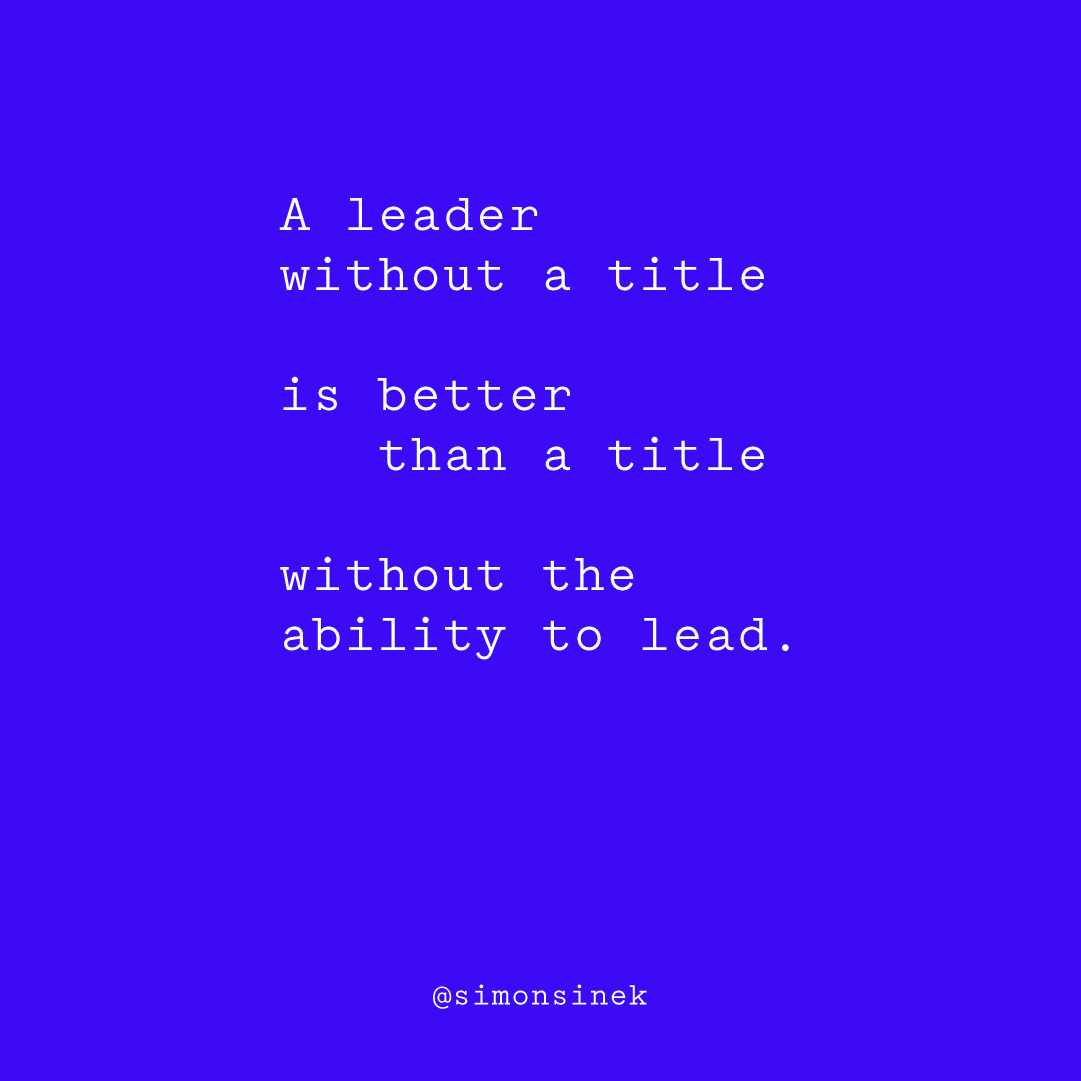 A leader
without a title
is better
than a title
without the
ability to lead.
@simonsinek